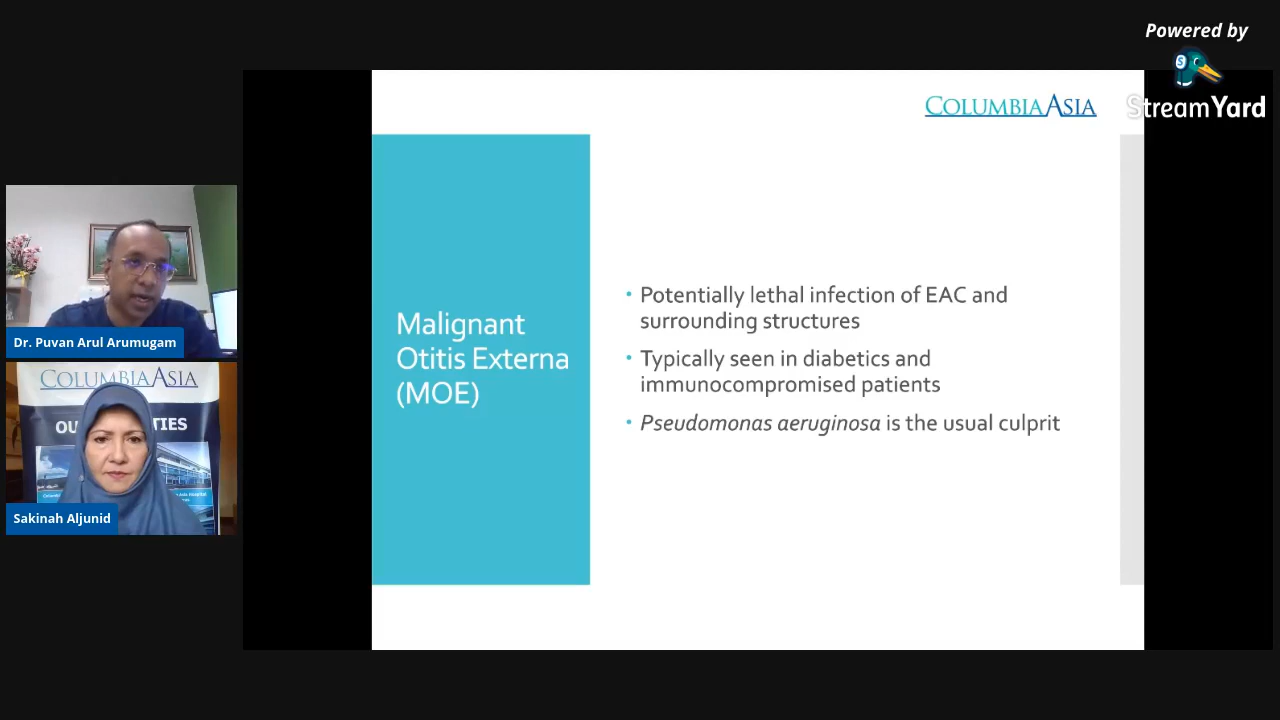 Powered by
StreamYard
COLUMBIA ASIA
Malignant
Otitis Externa
(MOE)
• Potentially lethal infection of EAC and
surrounding structures
• Typically seen in diabetics and
immunocompromised patients
• Pseudomonas aeruginosa is the usual culprit
Dr. Puvan Arul Arumugam
COLUMBIA ASIA
OU TIES
Sakinah Aljunid